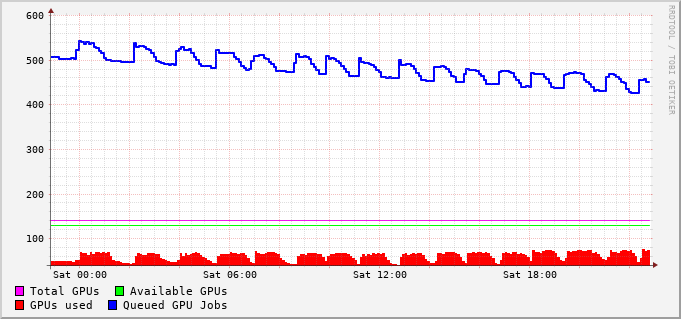 600
500
400
300
200
100
Sat 00:00 Sat 06:00 Sat 12:00 Sat 18:00
Total GPUs Available GPUs
GPUs used Queued GPU Jobs
RRDTOOL / TOBI OETIKER